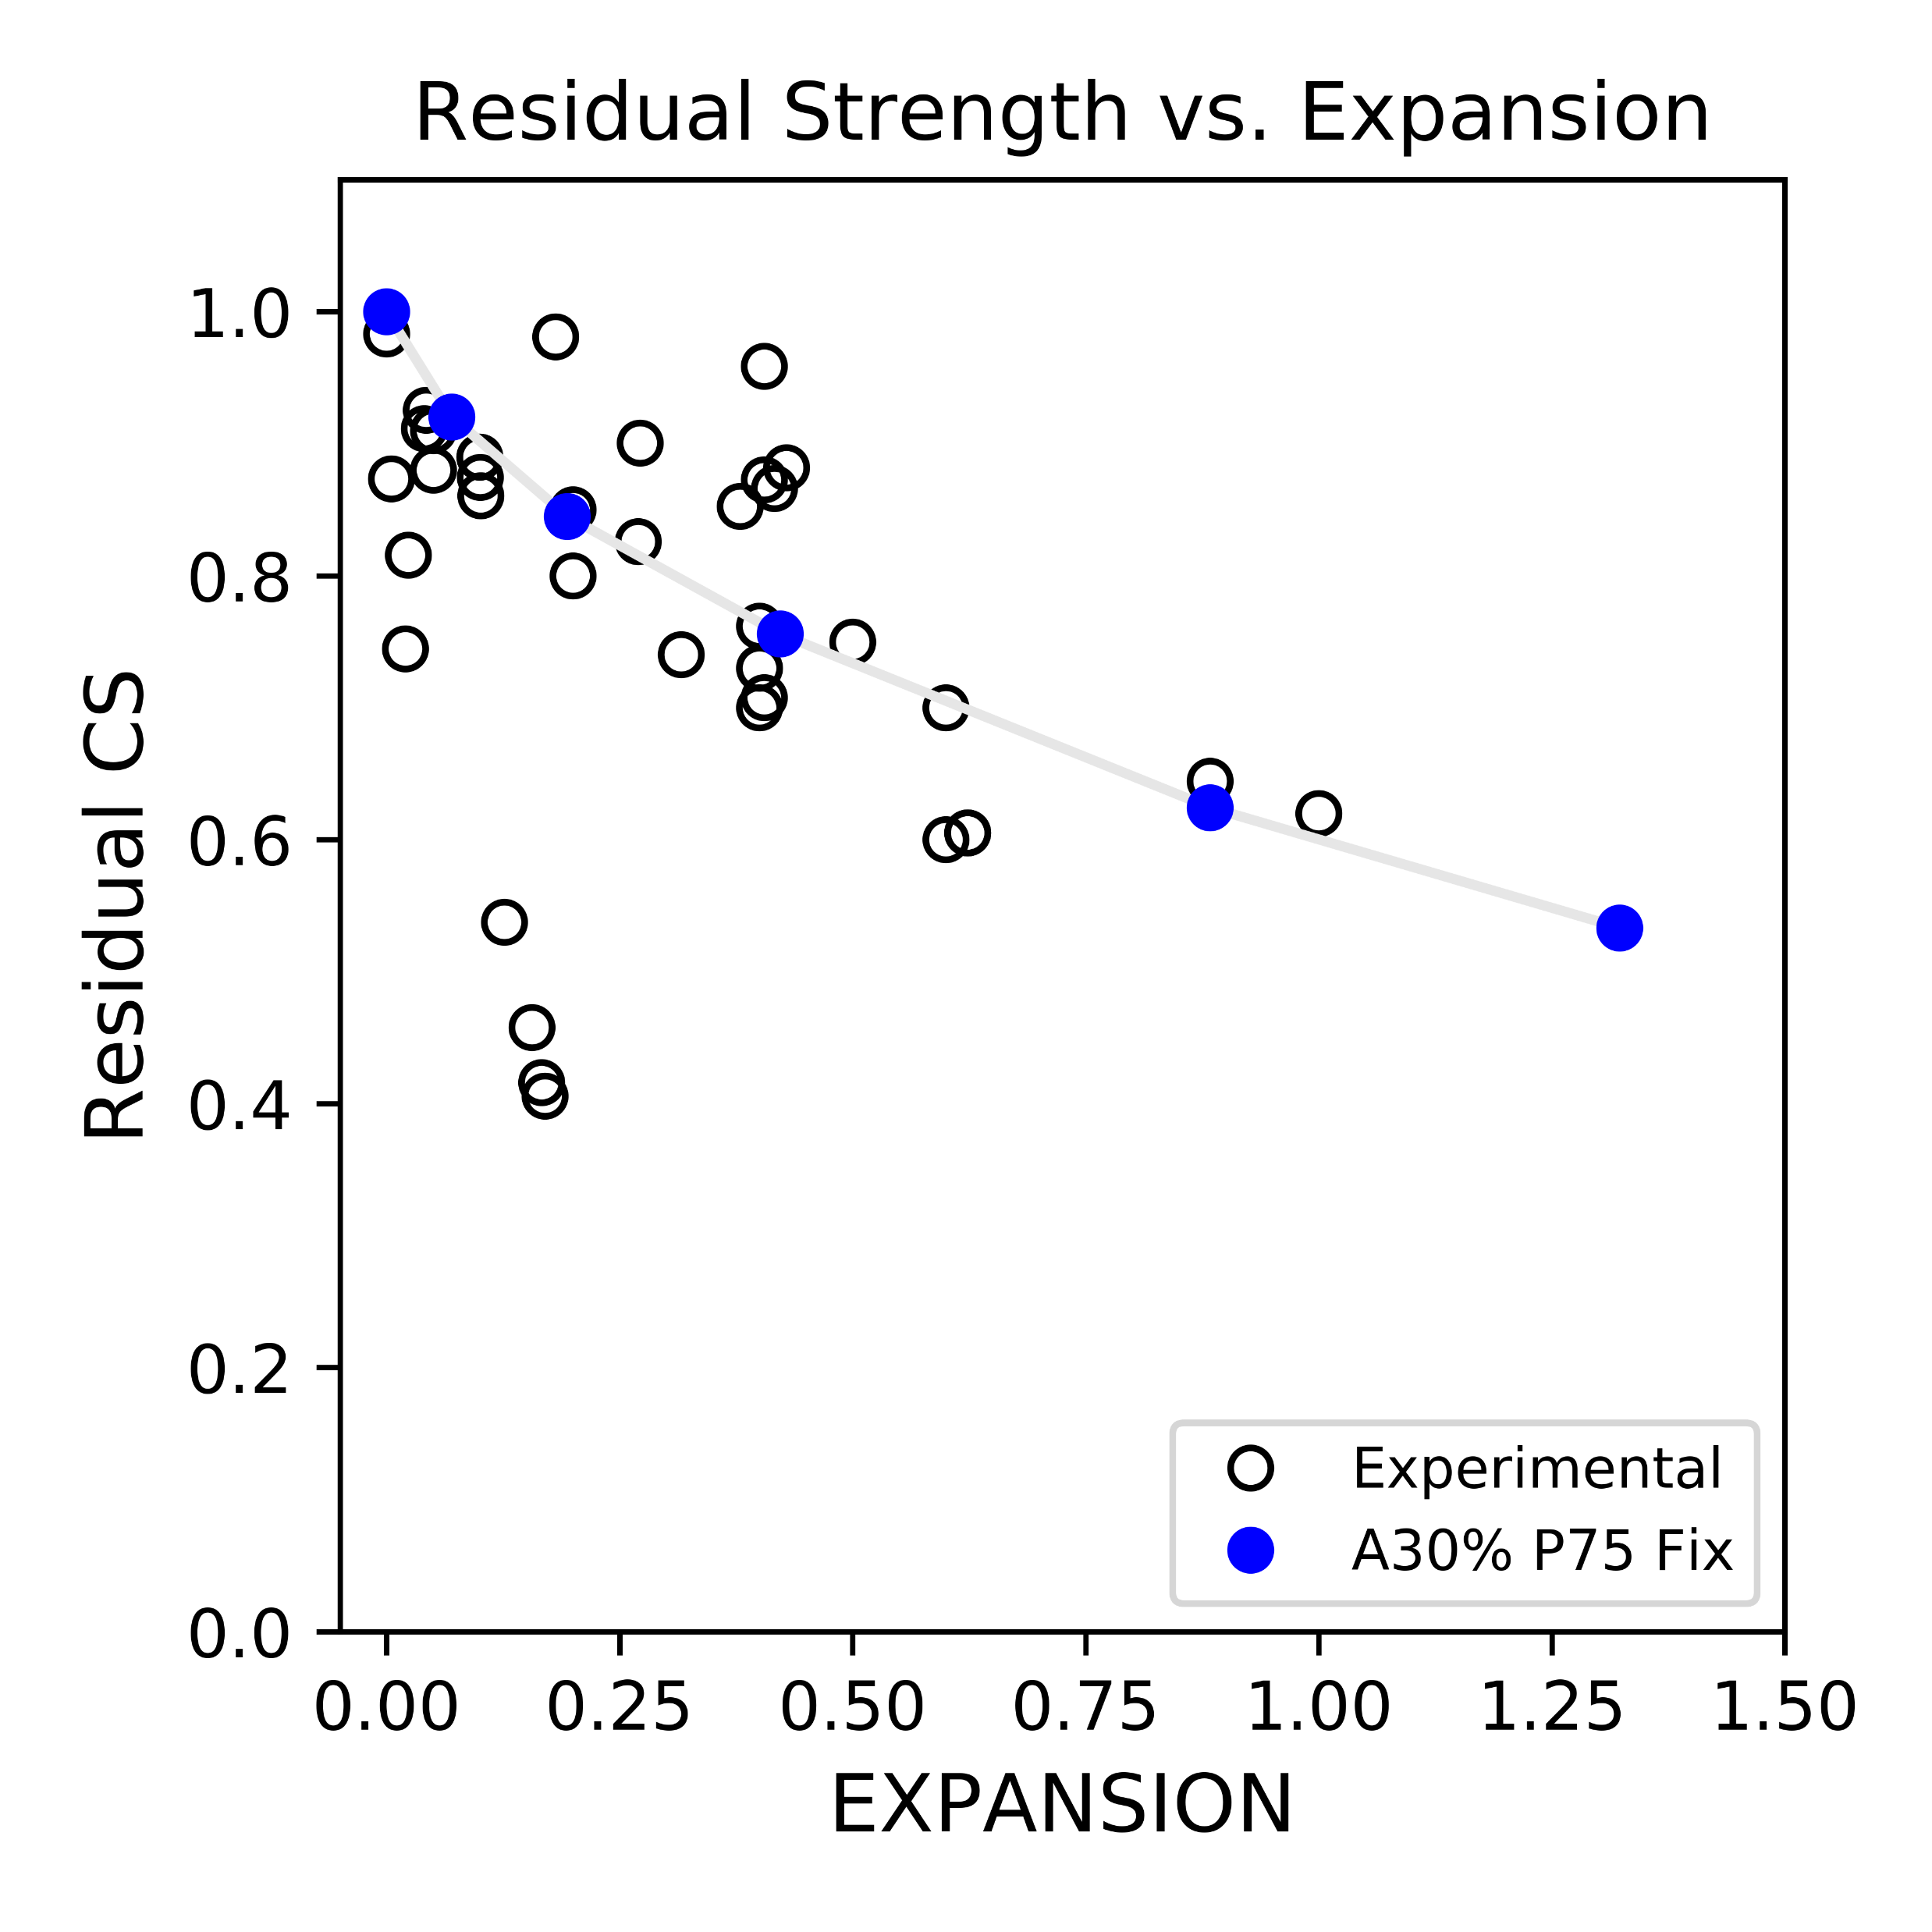 Residual Strength vs. Expansion
Residual CS
1.0
0.8
0.6
0.4
0.2
0.0
0.00 0.25 0.50 0.75 1.00 1.25 1.50
EXPANSION
Experimental
A30% P75 Fix